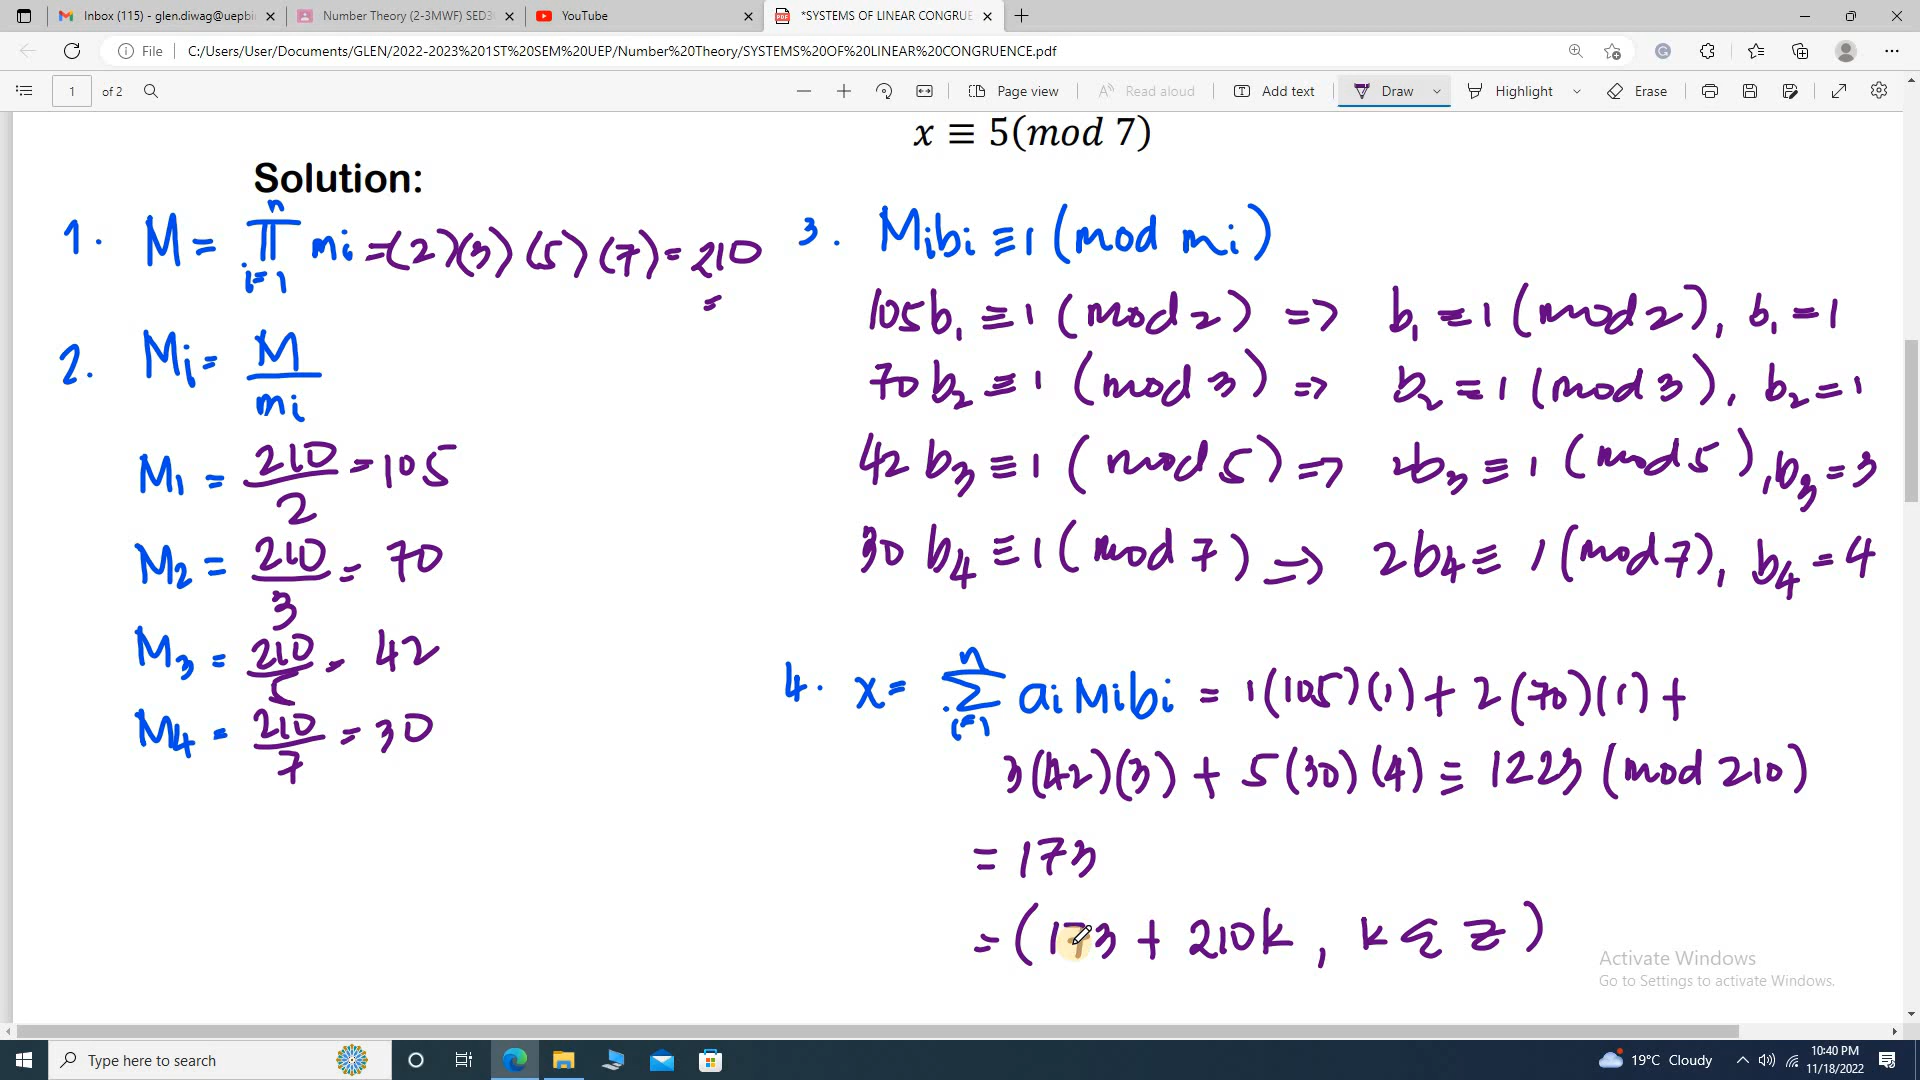 Inbox (115) - glen.diwag@uepbi
Number Theory (2-3MWF) SED3
YouTube
*SYSTEMS OF LINEAR CONGRUE
File
C:/Users/User/Documents/GLEN/2022-2023%201ST%20SEM%20UEP/Number%20Theory/SYSTEMS%20OF%20LINEAR%20CONGRUENCE.pdf
1 of 2
Page view
Read aloud
Add text
Draw
Highlight
Erase
x ≡ 5(mod 7)
Solution:
1. M = ∏ᵢ₌₁ⁿ mi = (2)(3)(5)(7) = 210
2. Mi = M/mi
M1 = 210/2 = 105
M2 = 210/3 = 70
M3 = 210/5 = 42
M4 = 210/7 = 30
3. Mibi ≡ 1 (mod mi)
105b1 ≡ 1 (mod 2) => b1 ≡ 1 (mod 2), b1 = 1
70b2 ≡ 1 (mod 3) => b2 ≡ 1 (mod 3), b2 = 1
42b3 ≡ 1 (mod 5) => 2b3 ≡ 1 (mod 5), b3 = 3
30b4 ≡ 1 (mod 7) => 2b4 ≡ 1 (mod 7), b4 = 4
4. x = ∑ᵢ₌₁ⁿ aiMibi = 1(105)(1) + 2(70)(1) +
3(42)(3) + 5(30)(4) ≡ 1223 (mod 210)
= 173
= (173 + 210k, k ∈ Z)
Activate Windows
Go to Settings to activate Windows.
Type here to search
19°C Cloudy
10:40 PM
11/18/2022